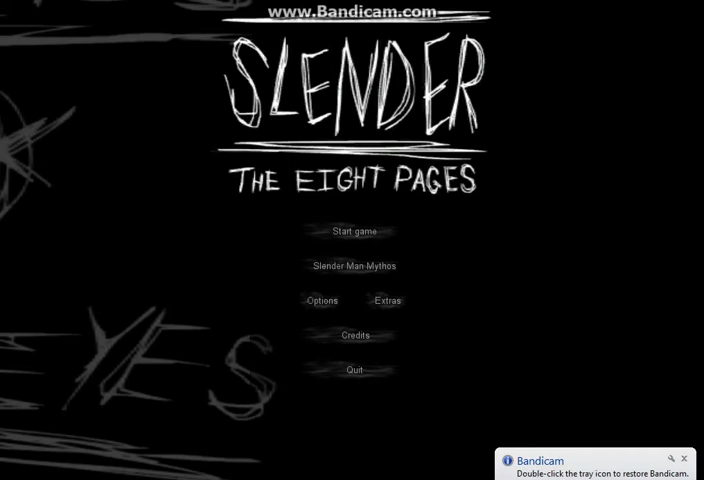 www.Bandicam.com
SLENDER
THE EIGHT PAGES
Start game
Slender Man Mythos
Options Extras
Credits
Quit
EYES
Bandicam
Double-click the tray icon to restore Bandicam.